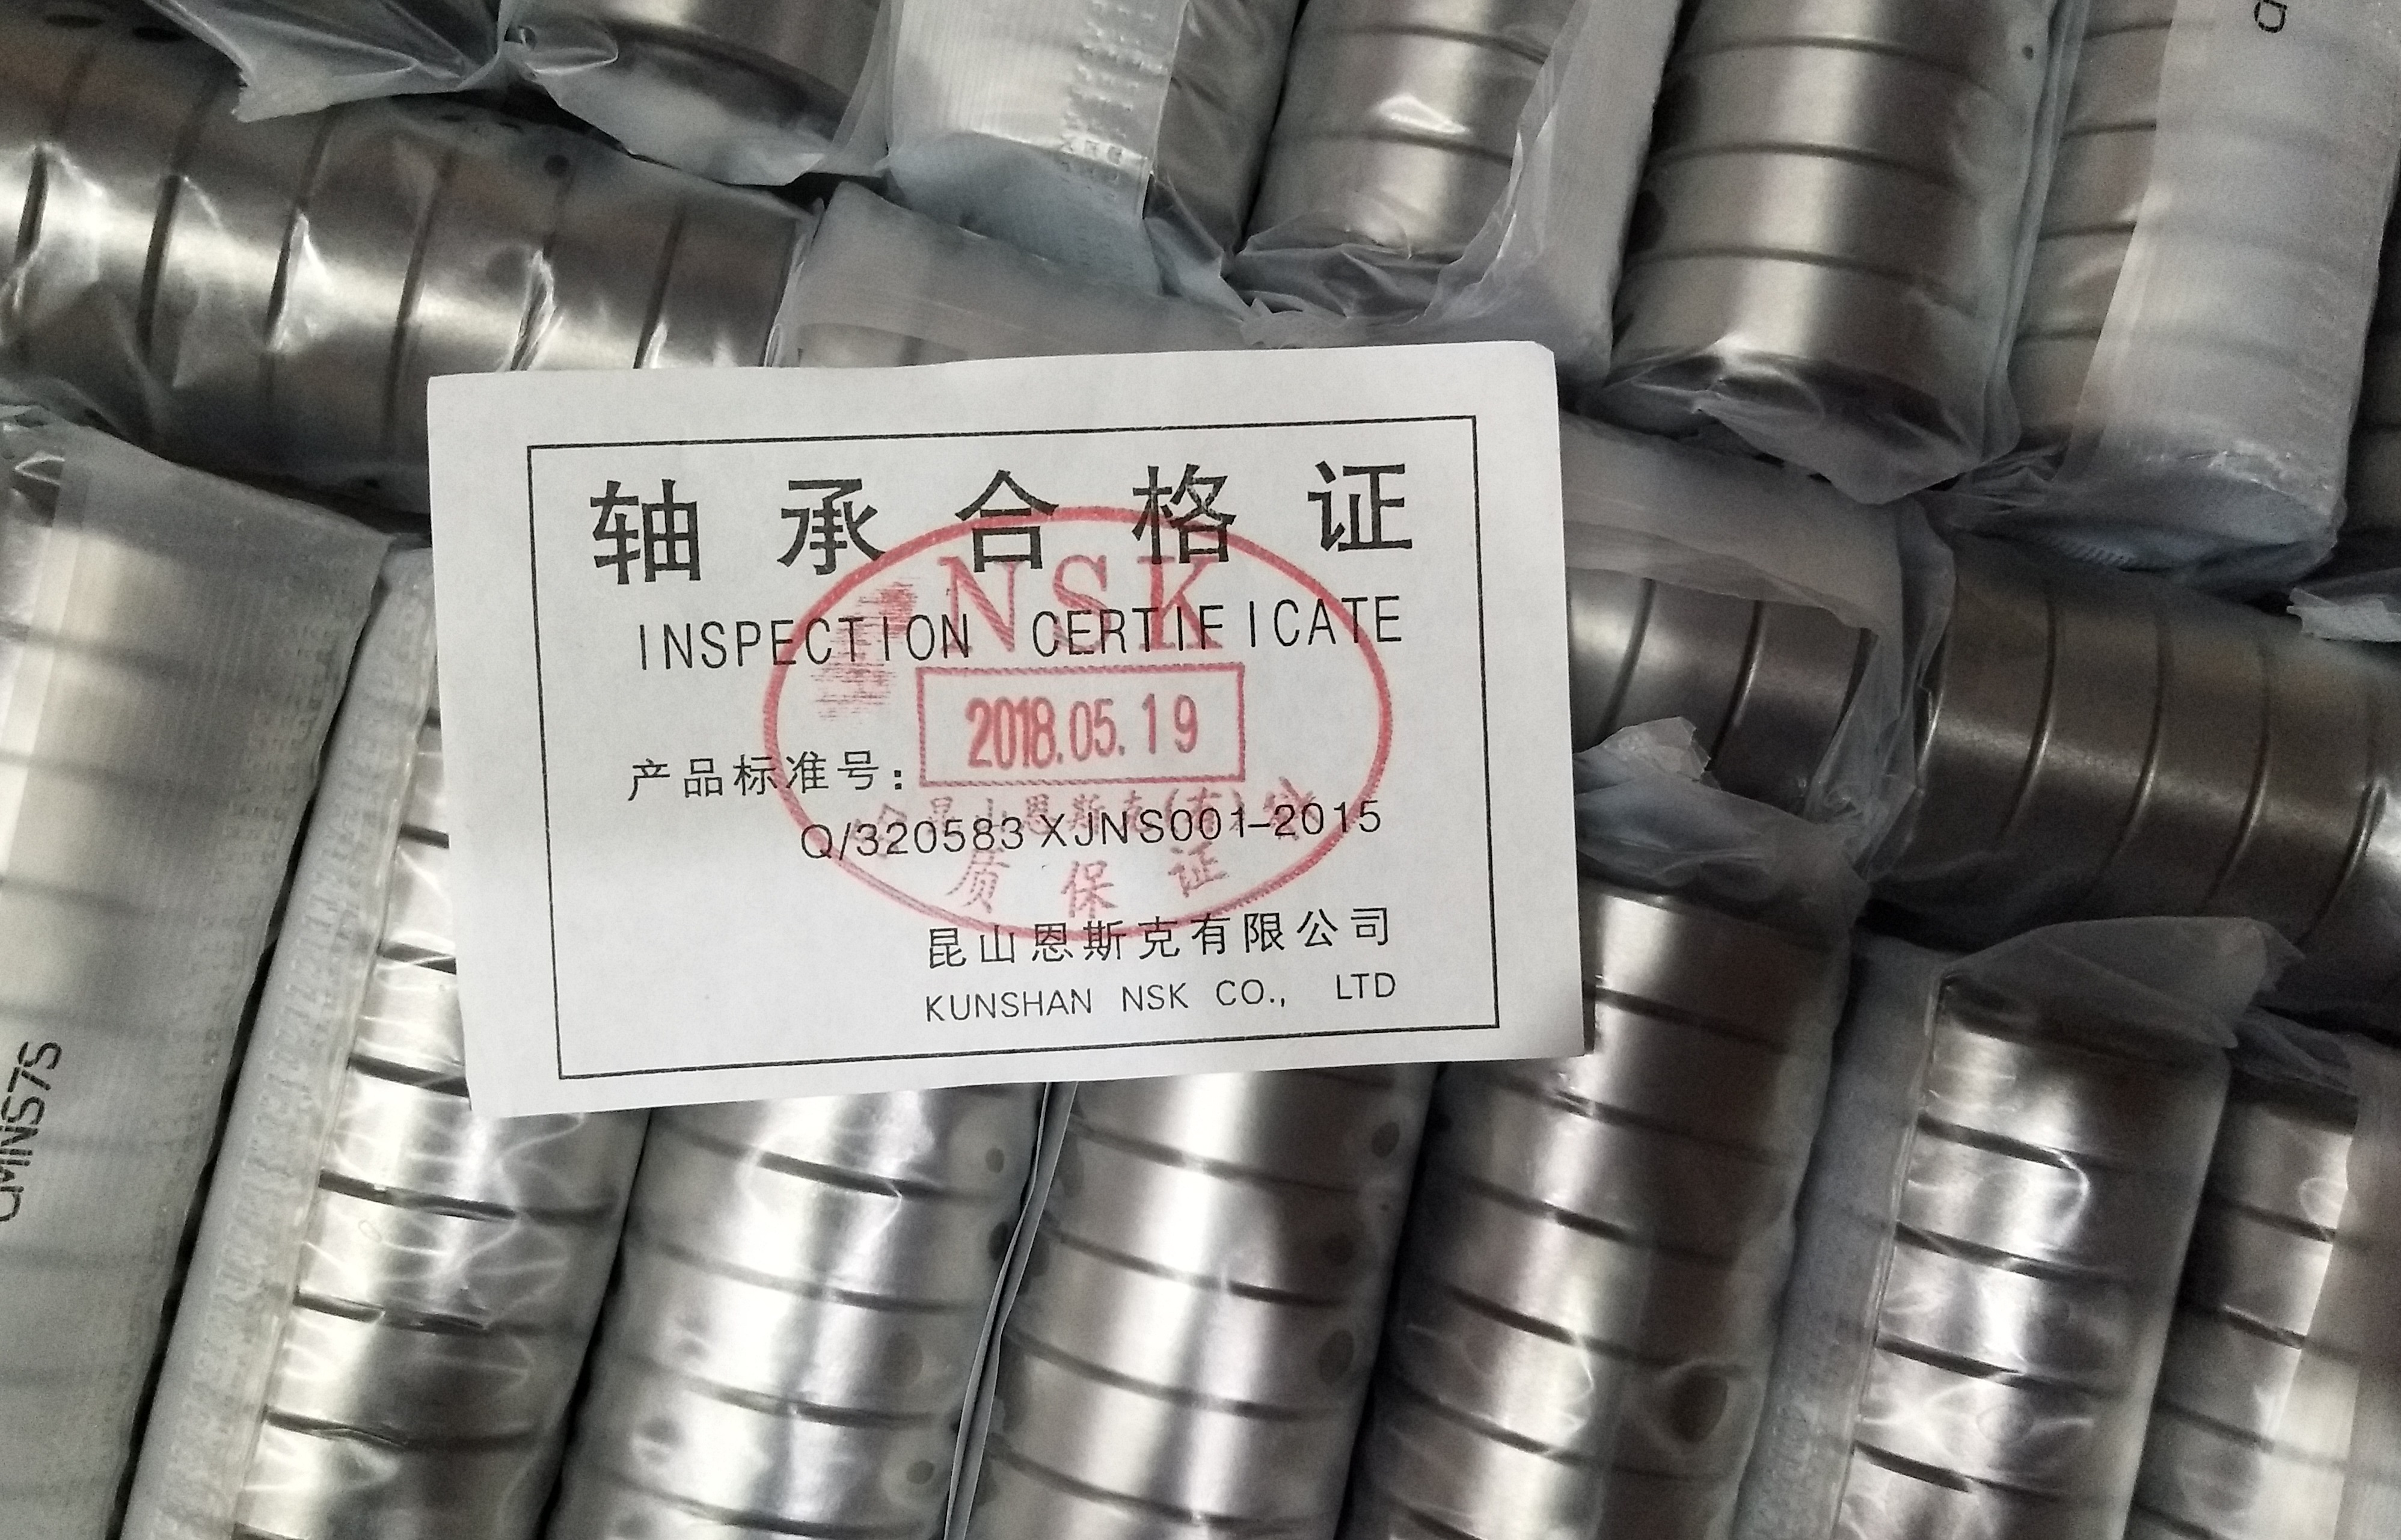 轴承合格证
NSK
INSPECTION CERTIFICATE
2018.05.19
产品标准号:
Q/320583 XJNS001-2015
质保证
昆山恩斯克有限公司
KUNSHAN NSK CO., LTD
CMNS7S